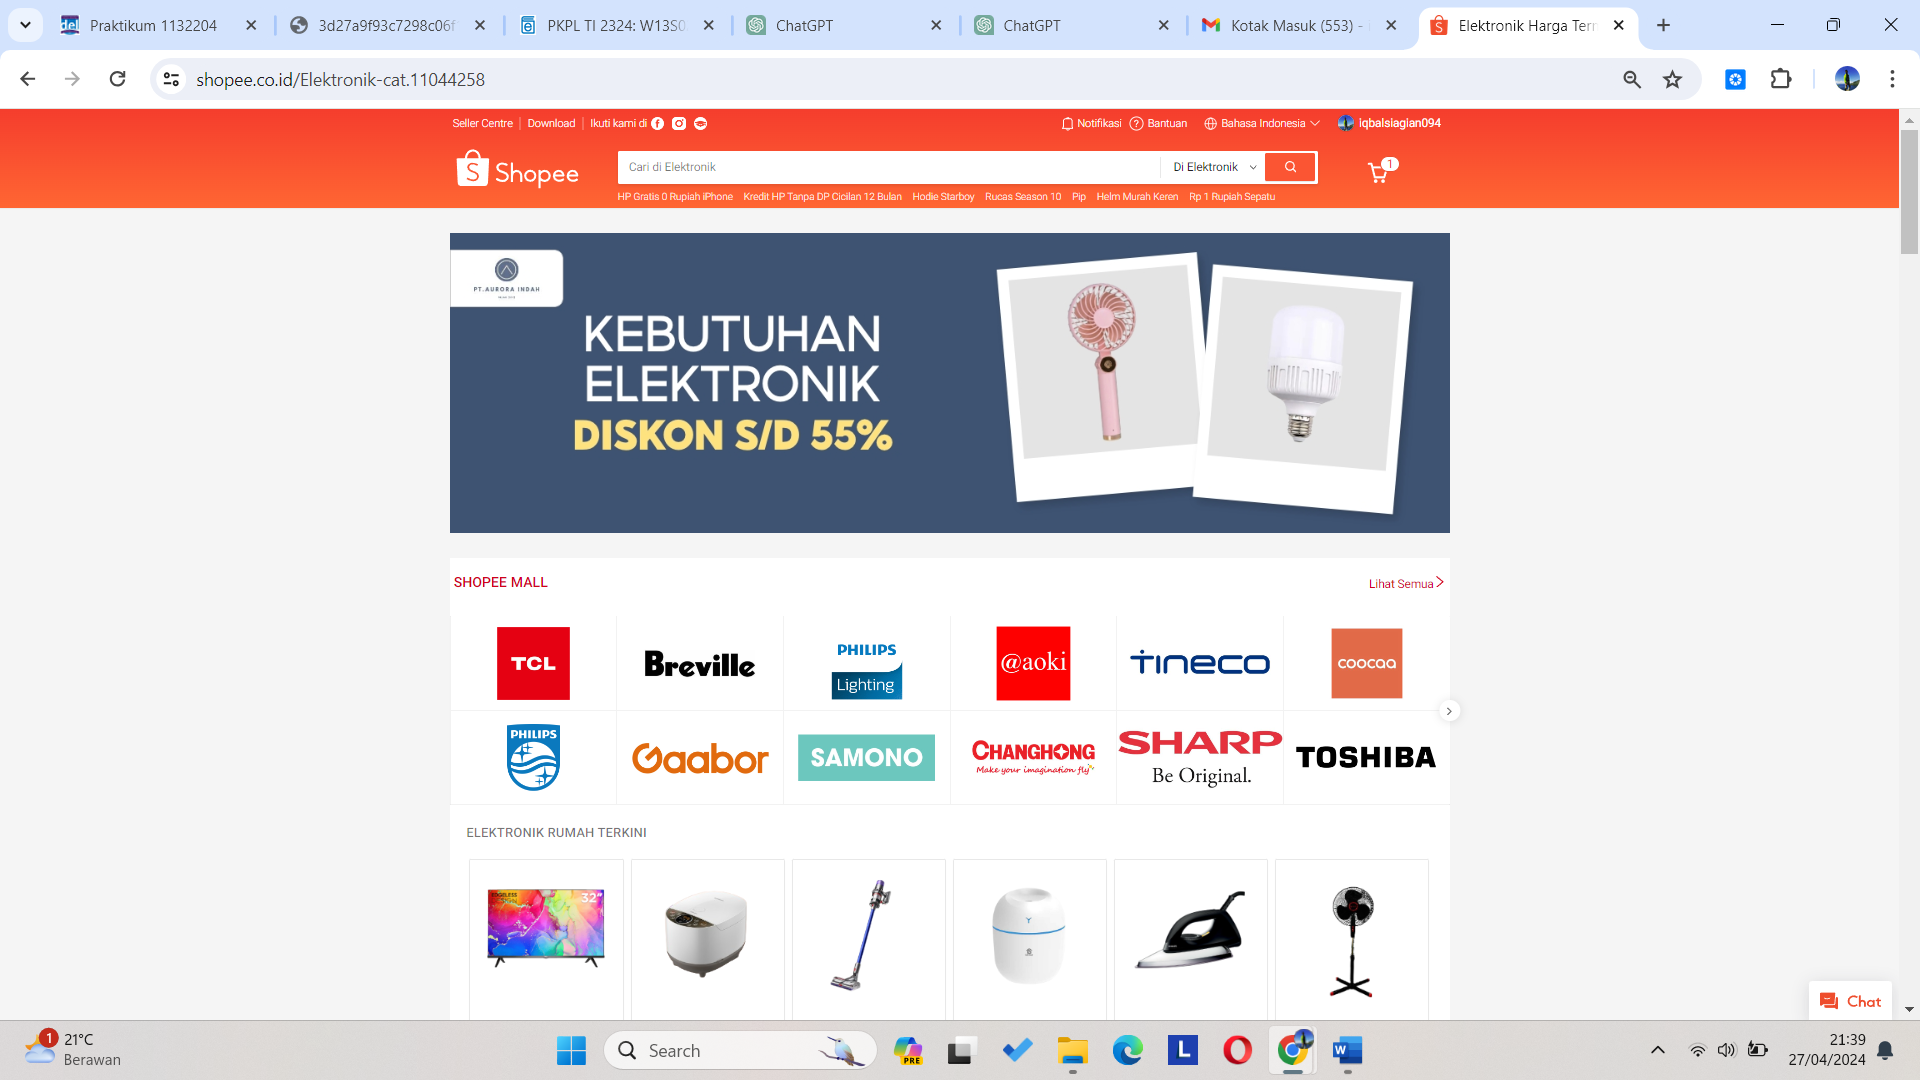 Praktikum 1132204
3d27a9f93c7298c06f
PKPL TI 2324: W13S0
ChatGPT
ChatGPT
Kotak Masuk (553) -
Elektronik Harga Ter
shopee.co.id/Elektronik-cat.11044258
Seller Centre
Download
Ikuti kami di
Notifikasi
Bantuan
Bahasa Indonesia
iqbalsiagian094
Shopee
Cari di Elektronik
Di Elektronik
1
HP Gratis 0 Rupiah iPhone
Kredit HP Tanpa DP Cicilan 12 Bulan
Hodie Starboy
Rucas Season 10
Pip
Helm Murah Keren
Rp 1 Rupiah Sepatu
PT.AURORA INDAH
KEBUTUHAN
ELEKTRONIK
DISKON S/D 55%
SHOPEE MALL
Lihat Semua
TCL
Breville
PHILIPS
Lighting
@aoki
TINECO
coocaa
PHILIPS
Gaabor
SAMONO
CHANGHONG
Make your imagination fly
SHARP
Be Original.
TOSHIBA
ELEKTRONIK RUMAH TERKINI
32"
Chat
1
21°C
Berawan
Search
PRE
L
W
21:39
27/04/2024